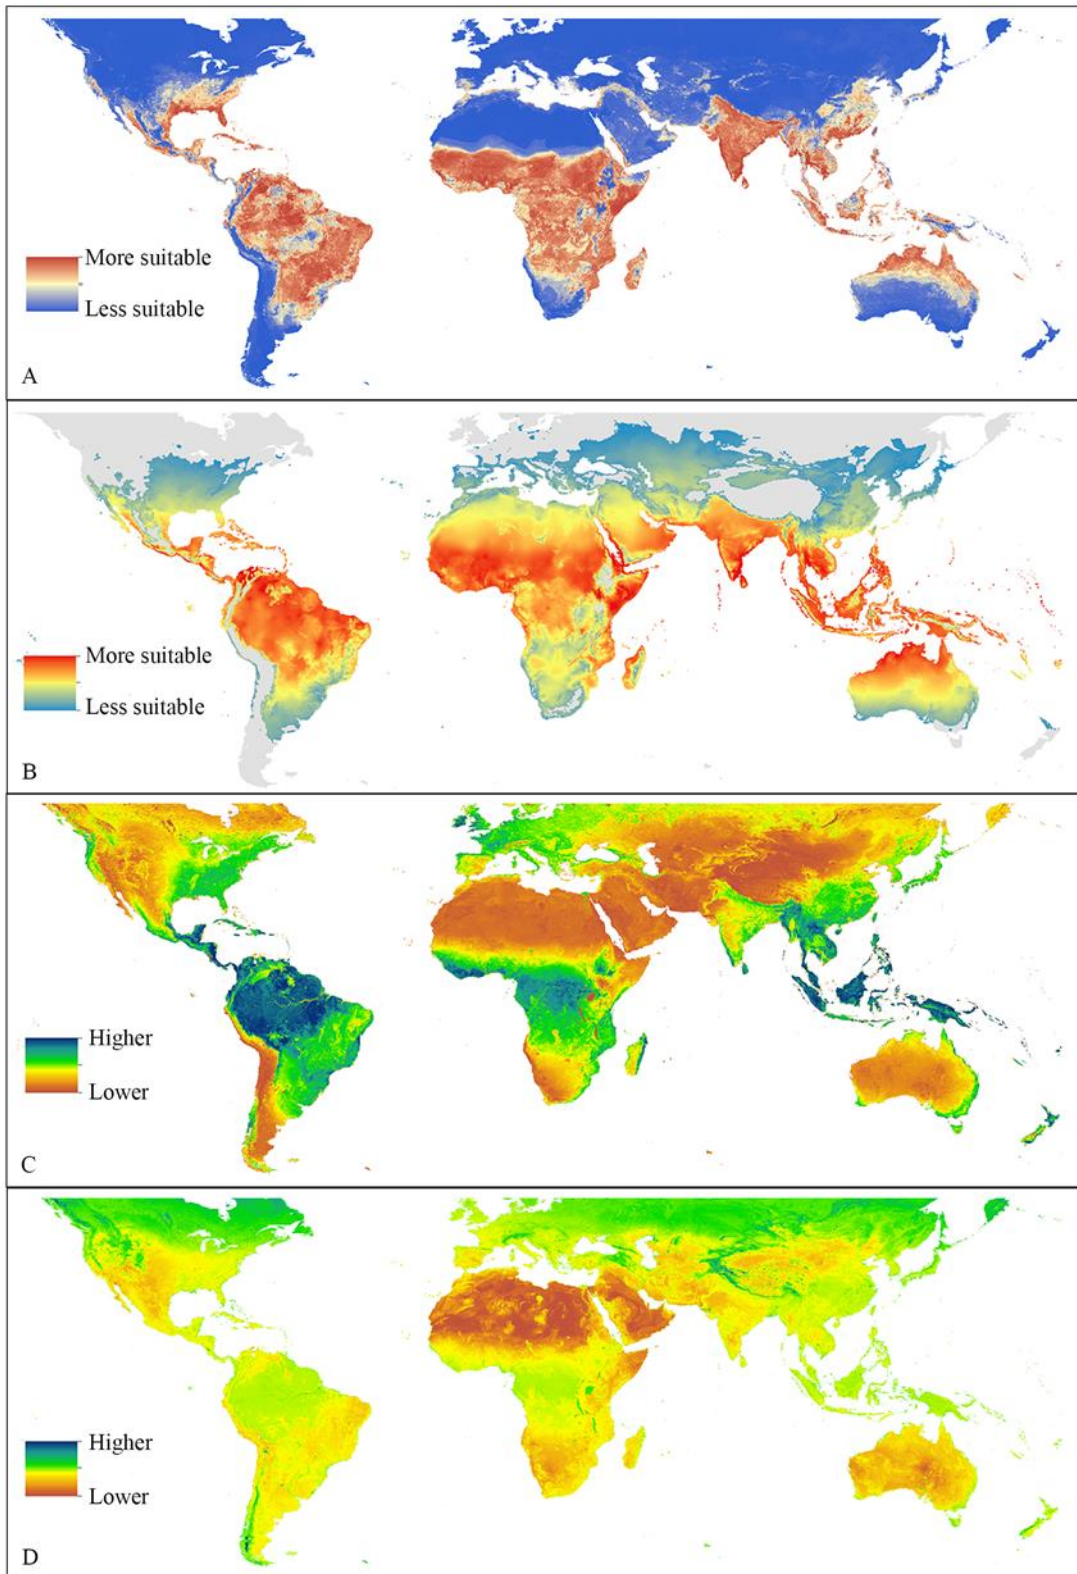 More suitable
Less suitable
A
More suitable
Less suitable
B
Higher
Lower
C
Higher
Lower
D